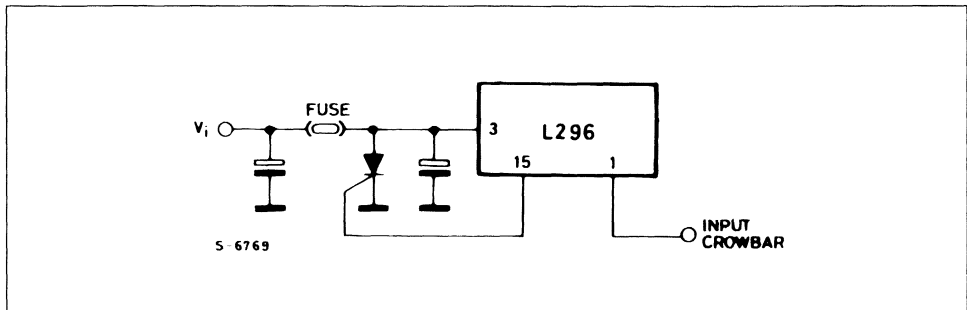 FUSE
Vi
3
L296
15
1
INPUT
CROWBAR
S-6769